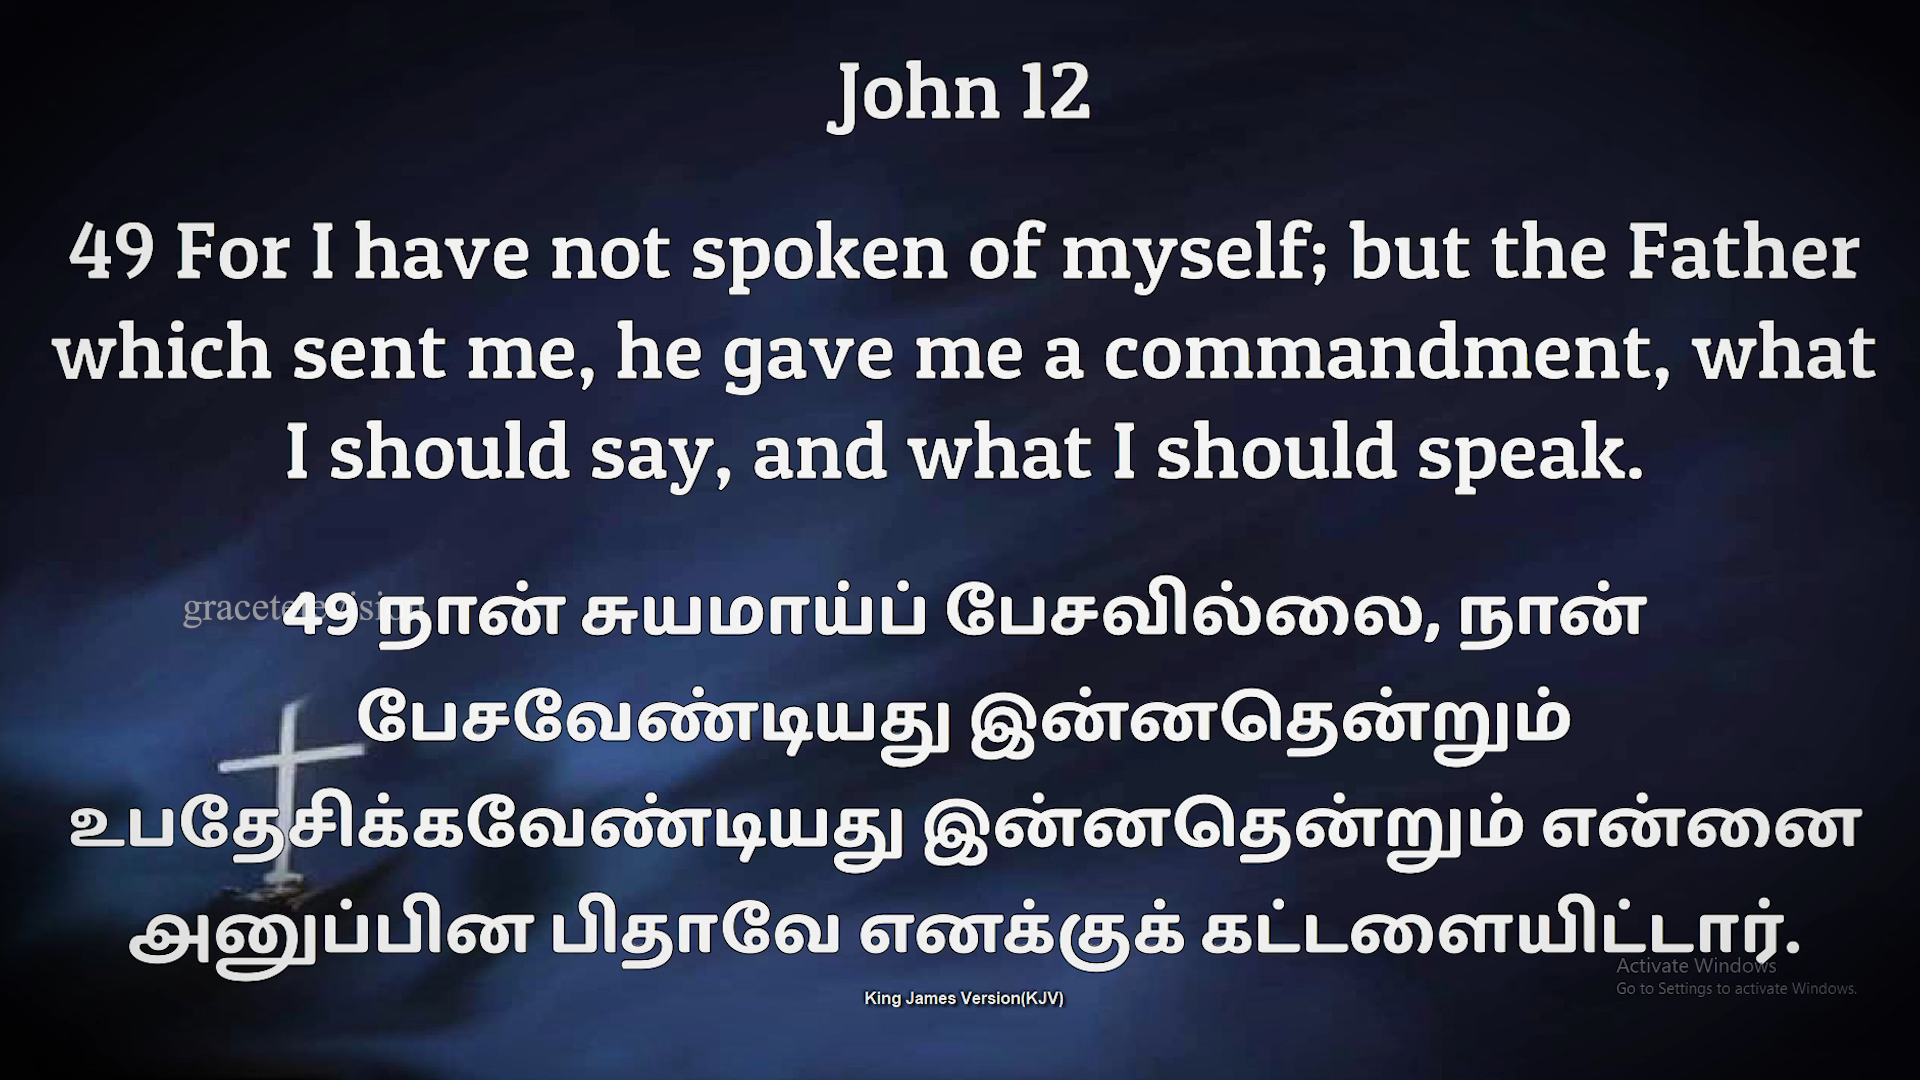 John 12
49 For I have not spoken of myself; but the Father
which sent me, he gave me a commandment, what
I should say, and what I should speak.
gracetelevision
49 நான் சுயமாய்ப் பேசவில்லை, நான்
பேசவேண்டியது இன்னதென்றும்
உபதேசிக்கவேண்டியது இன்னதென்றும் என்னை
அனுப்பின பிதாவே எனக்குக் கட்டளையிட்டார்.
Activate Windows
Go to Settings to activate Windows.
King James Version(KJV)